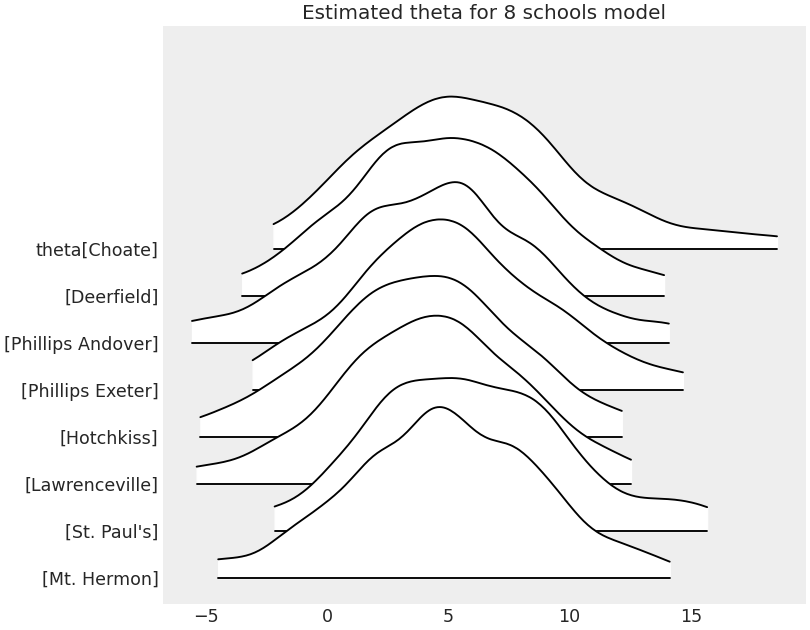 Estimated theta for 8 schools model
theta[Choate]
[Deerfield]
[Phillips Andover]
[Phillips Exeter]
[Hotchkiss]
[Lawrenceville]
[St. Paul's]
[Mt. Hermon]
−5 0 5 10 15